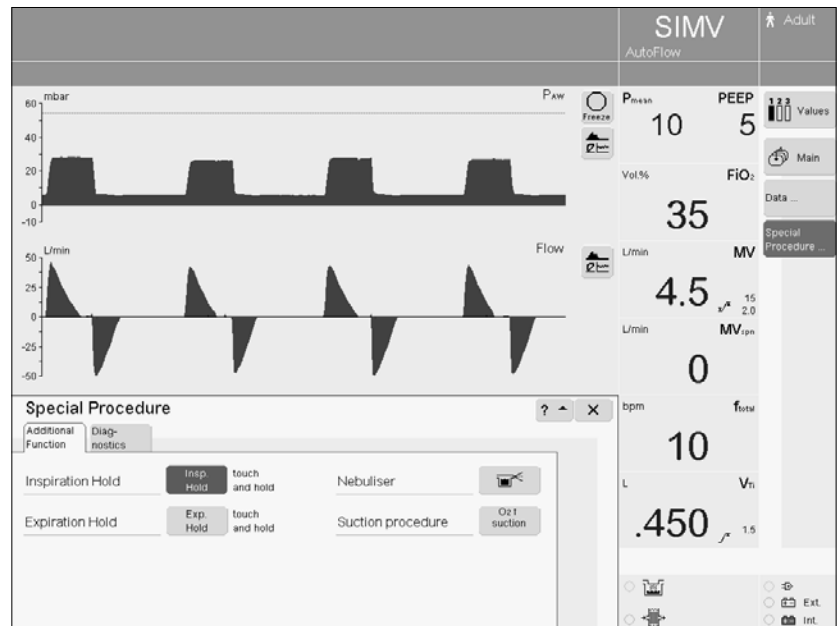 SIMV
AutoFlow
Adult
mbar
PAW
60
40
20
0
-10
Freeze
L/min
Flow
50
25
0
-25
-50
Pmean PEEP
10 5
Vol.% FiO2
35
L/min MV
4.5 15
2.0
L/min MVspn
0
bpm ftotal
10
L VTi
.450 1.5
1 2 3
Values
Main
Data ...
Special
Procedure ...
Special Procedure
? X
Additional
Function
Diag-
nostics
Inspiration Hold
Insp.
Hold
touch
and hold
Nebuliser
Expiration Hold
Exp.
Hold
touch
and hold
Suction procedure
O2↑
suction
Ext.
Int.